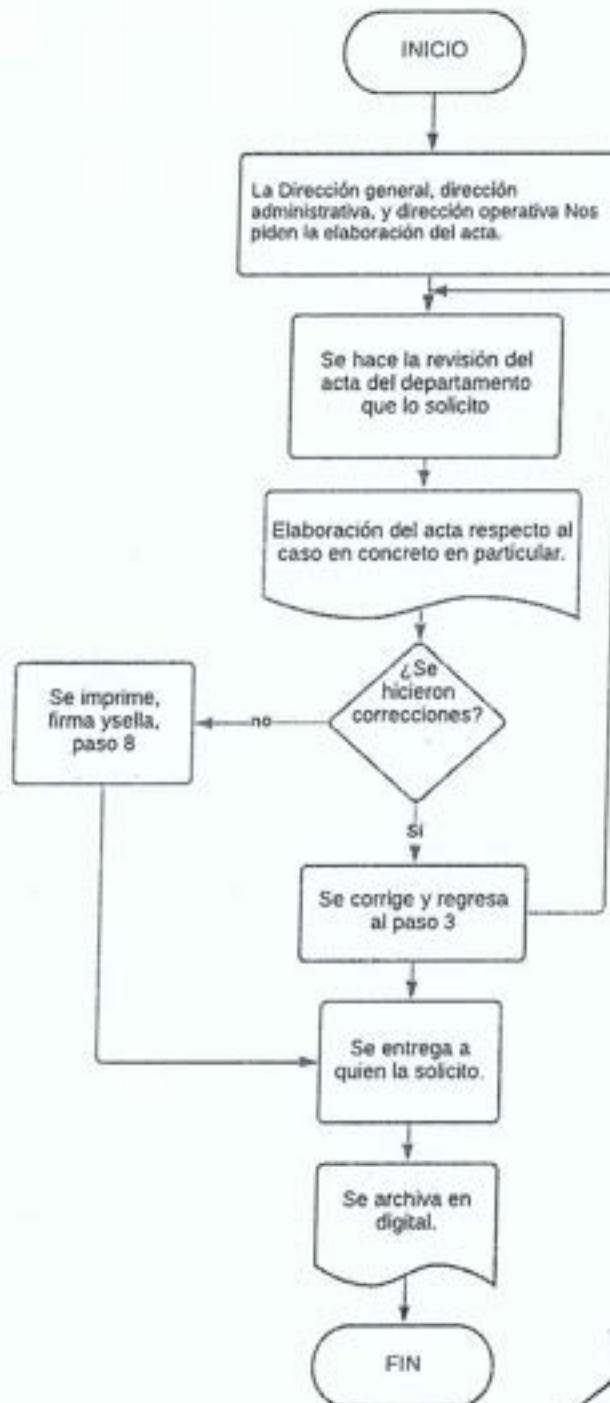 INICIO
La Dirección general, dirección
administrativa, y dirección operativa Nos
piden la elaboración del acta.
Se hace la revisión del
acta del departamento
que lo solicito
Elaboración del acta respecto al
caso en concreto en particular.
¿Se
hicieron
correcciones?
no
Se imprime,
firma ysella,
paso 8
Si
Se corrige y regresa
al paso 3
Se entrega a
quien la solicito.
Se archiva en
digital.
FIN